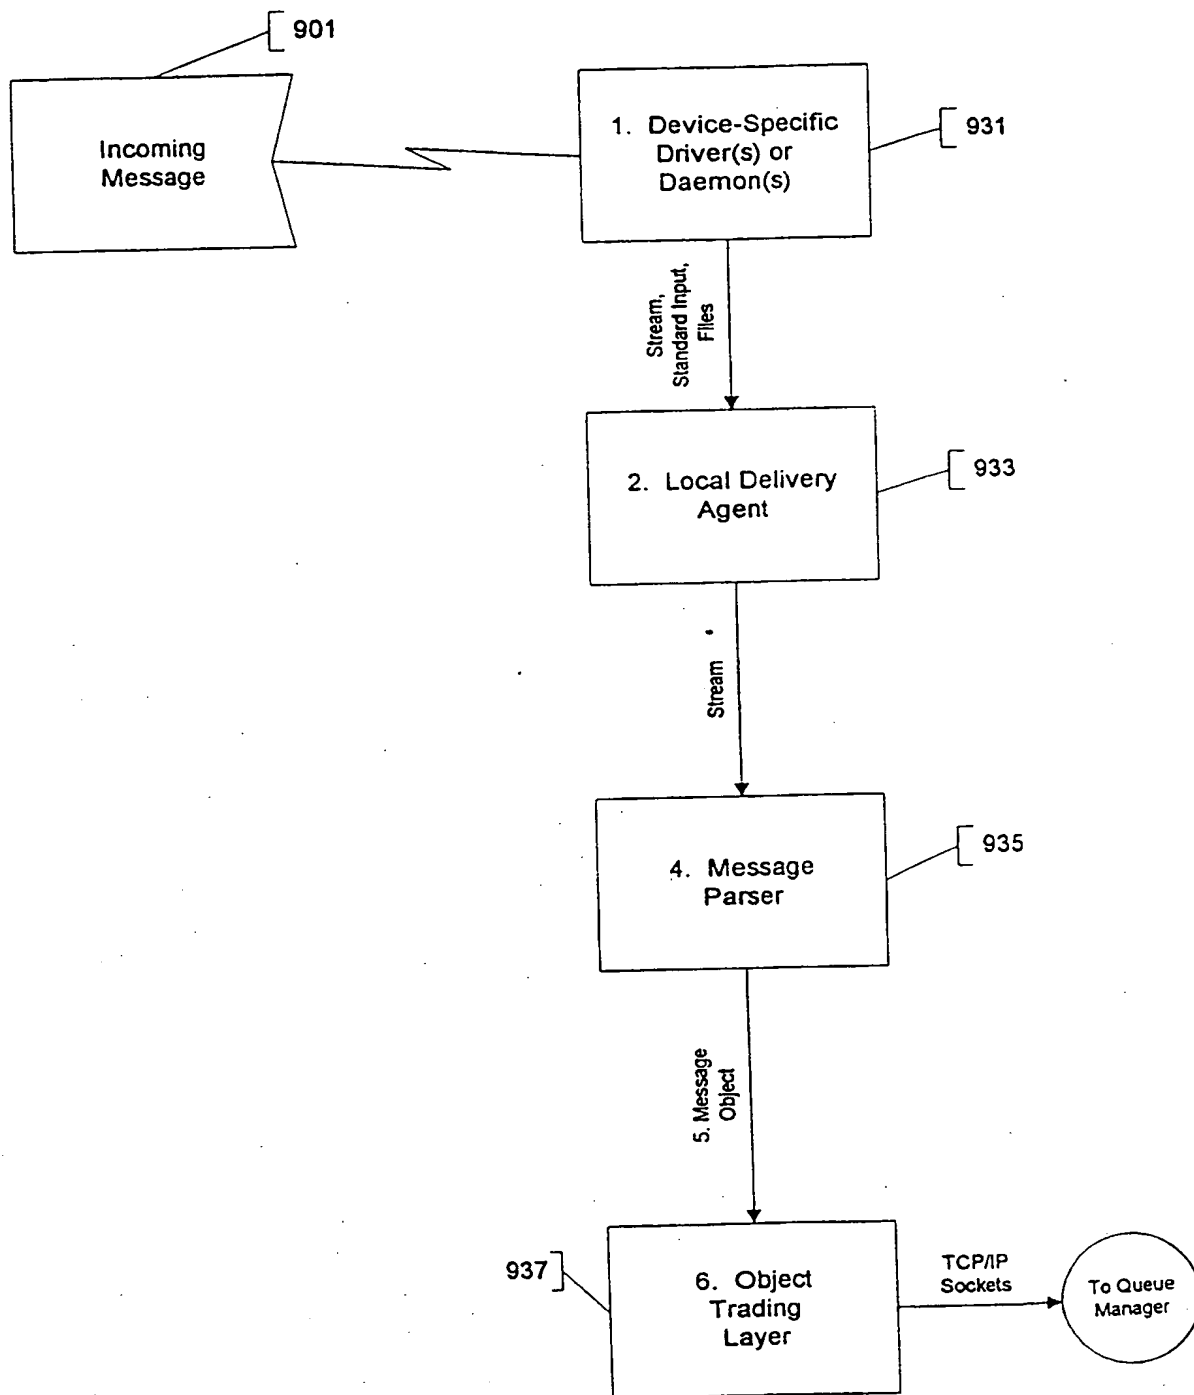 901
Incoming
Message
1. Device-Specific
Driver(s) or
Daemon(s)
931
Stream,
Standard Input,
Files
2. Local Delivery
Agent
933
Stream
4. Message
Parser
935
5. Message
Object
937
6. Object
Trading
Layer
TCP/IP
Sockets
To Queue
Manager